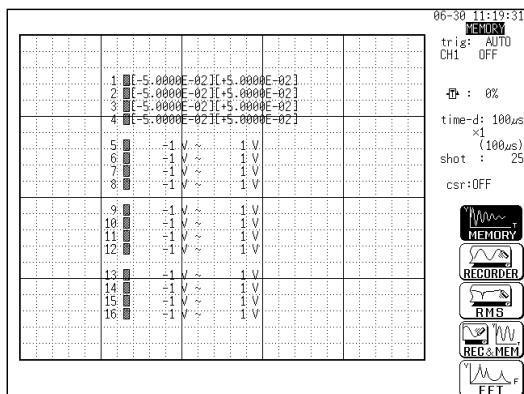 06-30 11:19:31
MEMORY
trig: AUTO
CH1 OFF
1: [-5.0000E-02][+5.0000E-02]
2: [-5.0000E-02][+5.0000E-02]
3: [-5.0000E-02][+5.0000E-02]
4: [-5.0000E-02][+5.0000E-02]
5: -1 V ~ 1 V
6: -1 V ~ 1 V
7: -1 V ~ 1 V
8: -1 V ~ 1 V
9: -1 V ~ 1 V
10: -1 V ~ 1 V
11: -1 V ~ 1 V
12: -1 V ~ 1 V
13: -1 V ~ 1 V
14: -1 V ~ 1 V
15: -1 V ~ 1 V
16: -1 V ~ 1 V
T : 0%
time-d: 100µs
×1
(100µs)
shot : 25
csr:OFF
V T
MEMORY
RECORDER
RMS
V T
REC&MEM
V F
FFT